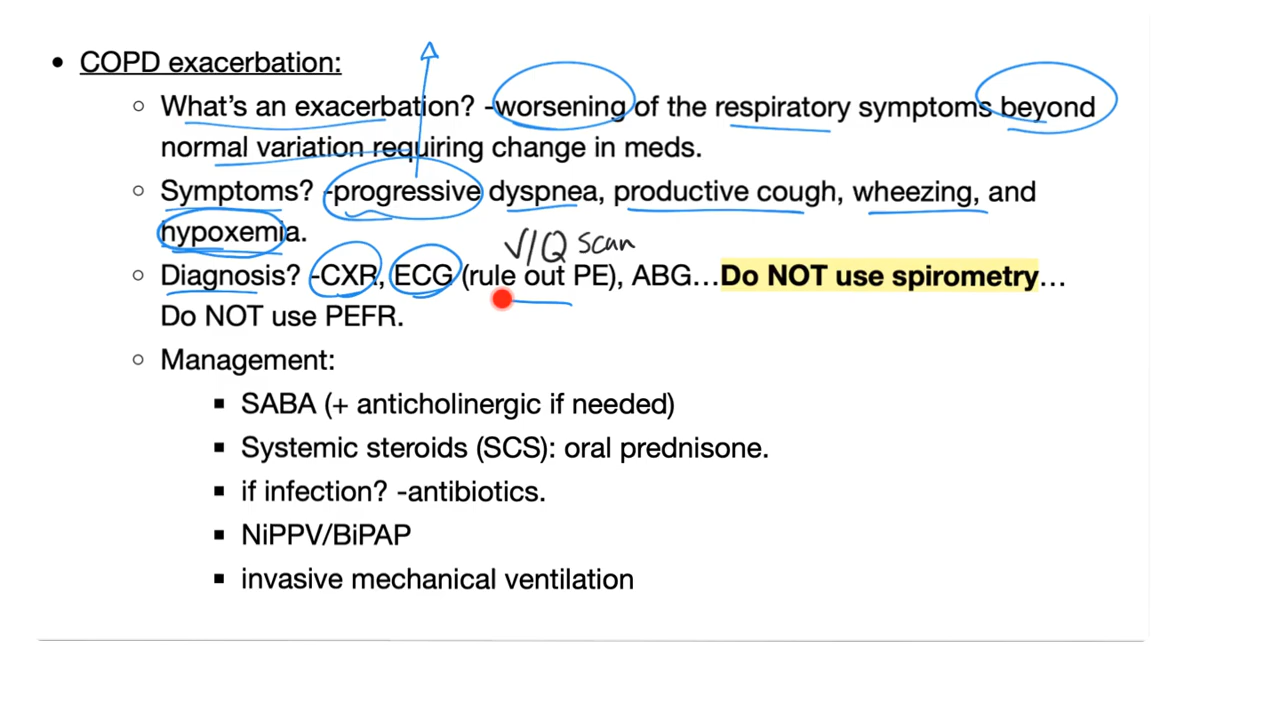 • COPD exacerbation:
○ What's an exacerbation? -worsening of the respiratory symptoms beyond
normal variation requiring change in meds.
○ Symptoms? -progressive dyspnea, productive cough, wheezing, and
hypoxemia.
V/Q scan
○ Diagnosis? -CXR, ECG (rule out PE), ABG...Do NOT use spirometry...
Do NOT use PEFR.
○ Management:
▪ SABA (+ anticholinergic if needed)
▪ Systemic steroids (SCS): oral prednisone.
▪ if infection? -antibiotics.
▪ NiPPV/BiPAP
▪ invasive mechanical ventilation